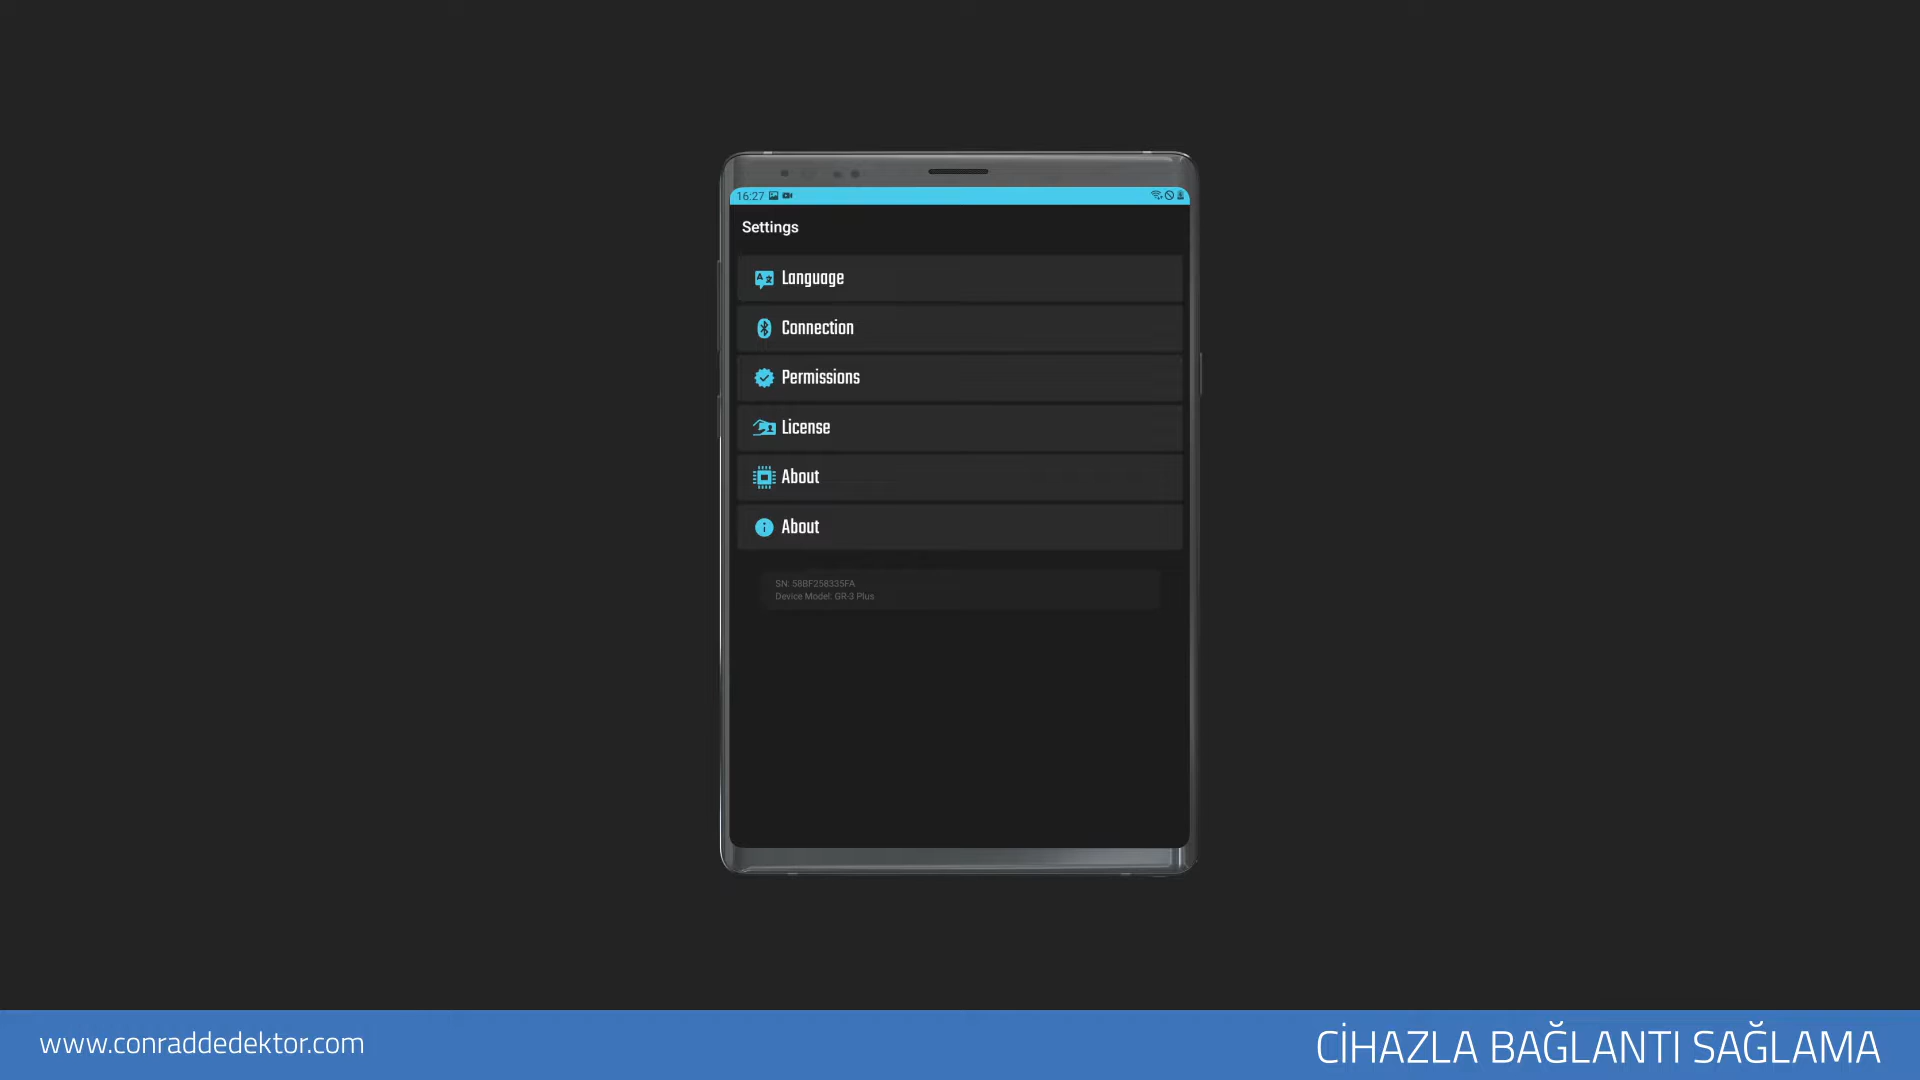 16:27
Settings
Language
Connection
Permissions
License
About
About
SN: 58BF258335FA
Device Model: GR-3 Plus
www.conraddedektor.com
CİHAZLA BAĞLANTI SAĞLAMA